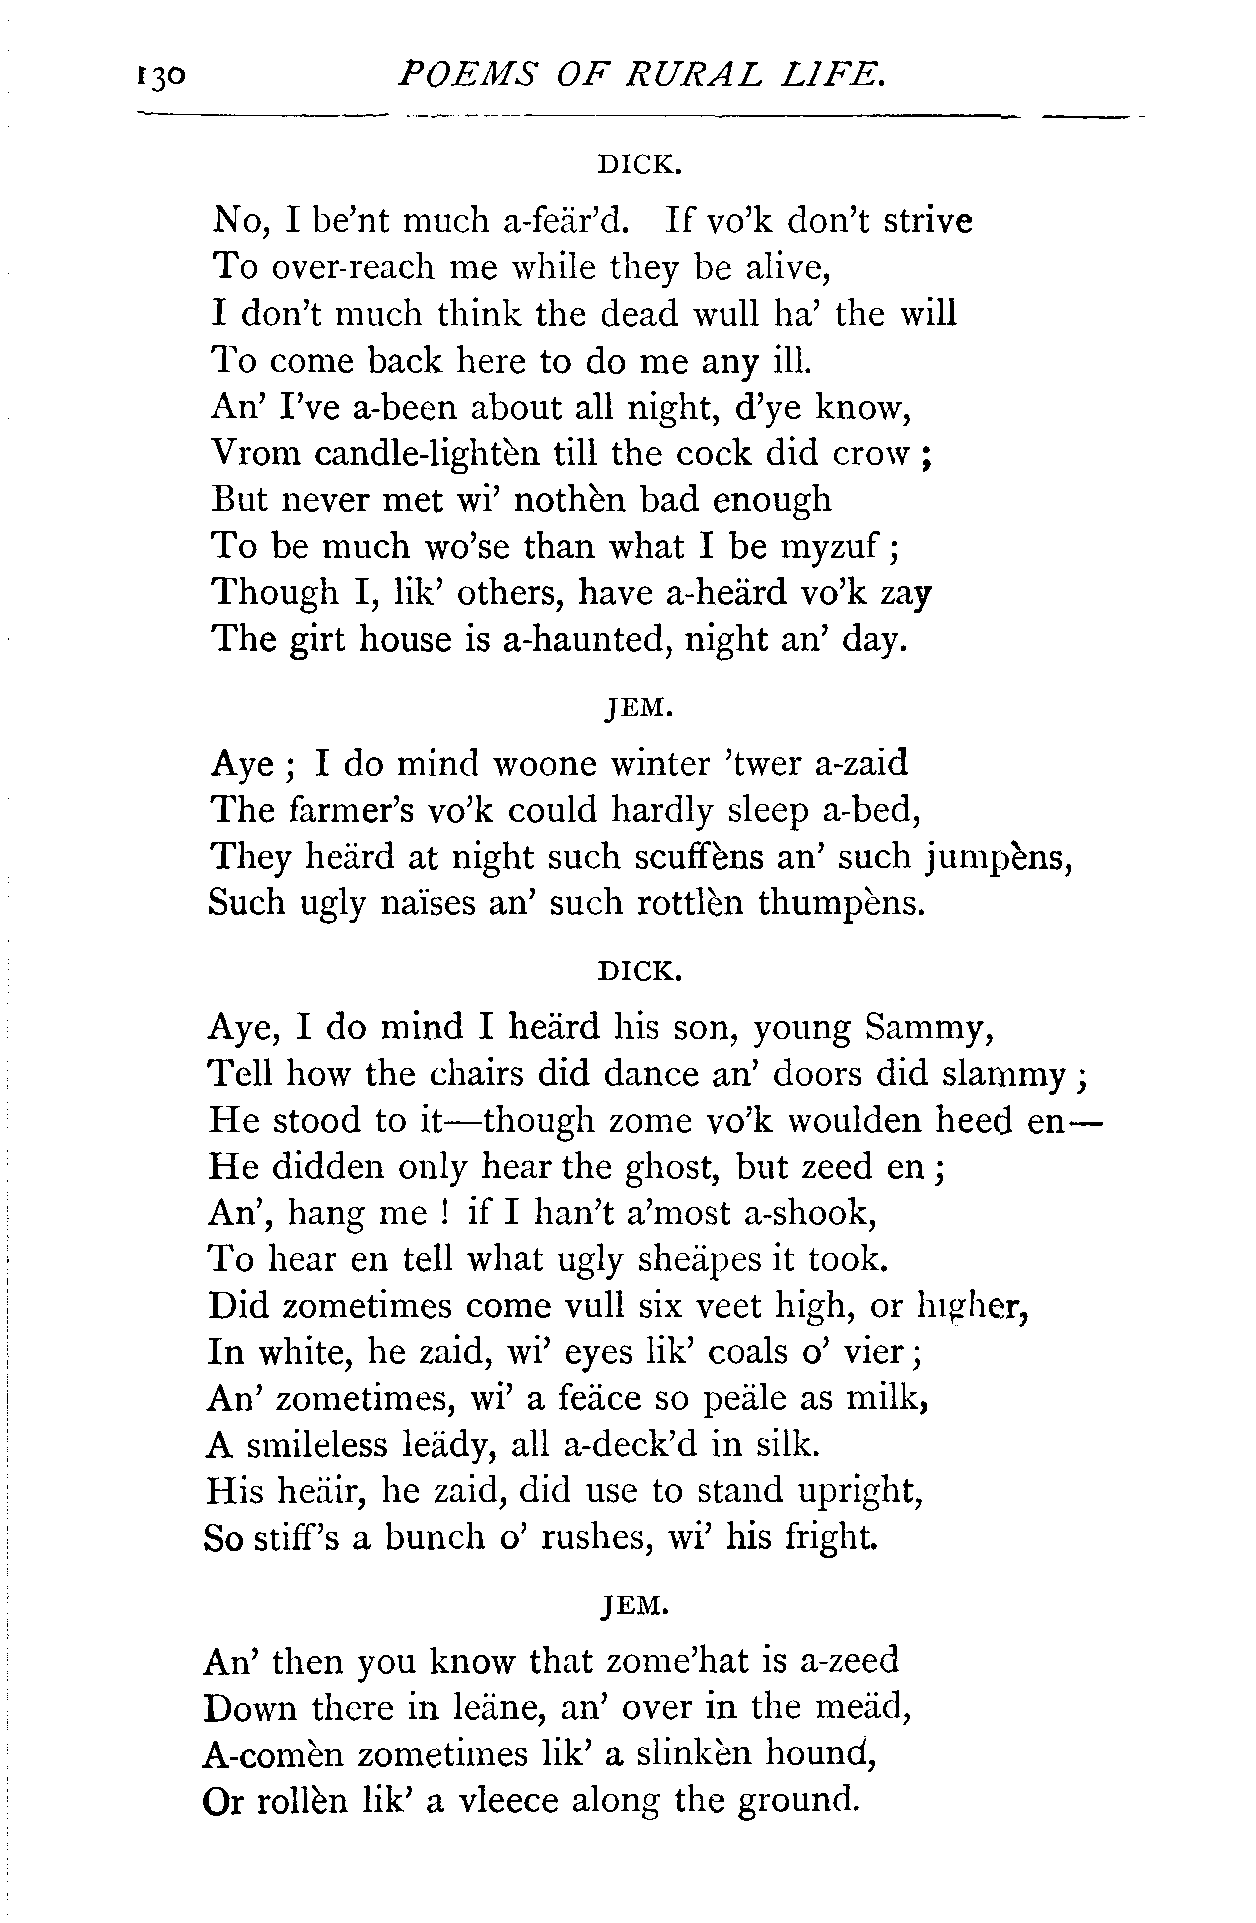 130 POEMS OF RURAL LIFE.
DICK.
No, I be'nt much a-feär'd. If vo'k don't strive
To over-reach me while they be alive,
I don't much think the dead wull ha' the will
To come back here to do me any ill.
An' I've a-been about all night, d'ye know,
Vrom candle-lightèn till the cock did crow ;
But never met wi' nothèn bad enough
To be much wo'se than what I be myzuf ;
Though I, lik' others, have a-heärd vo'k zay
The girt house is a-haunted, night an' day.
JEM.
Aye ; I do mind woone winter 'twer a-zaid
The farmer's vo'k could hardly sleep a-bed,
They heärd at night such scuffèns an' such jumpèns,
Such ugly naïses an' such rottlèn thumpèns.
DICK.
Aye, I do mind I heärd his son, young Sammy,
Tell how the chairs did dance an' doors did slammy ;
He stood to it—though zome vo'k woulden heed en—
He didden only hear the ghost, but zeed en ;
An', hang me ! if I han't a'most a-shook,
To hear en tell what ugly sheäpes it took.
Did zometimes come vull six veet high, or higher,
In white, he zaid, wi' eyes lik' coals o' vier ;
An' zometimes, wi' a feäce so peäle as milk,
A smileless leädy, all a-deck'd in silk.
His heäir, he zaid, did use to stand upright,
So stiff's a bunch o' rushes, wi' his fright.
JEM.
An' then you know that zome'hat is a-zeed
Down there in leäne, an' over in the meäd,
A-comèn zometimes lik' a slinkèn hound,
Or rollèn lik' a vleece along the ground.